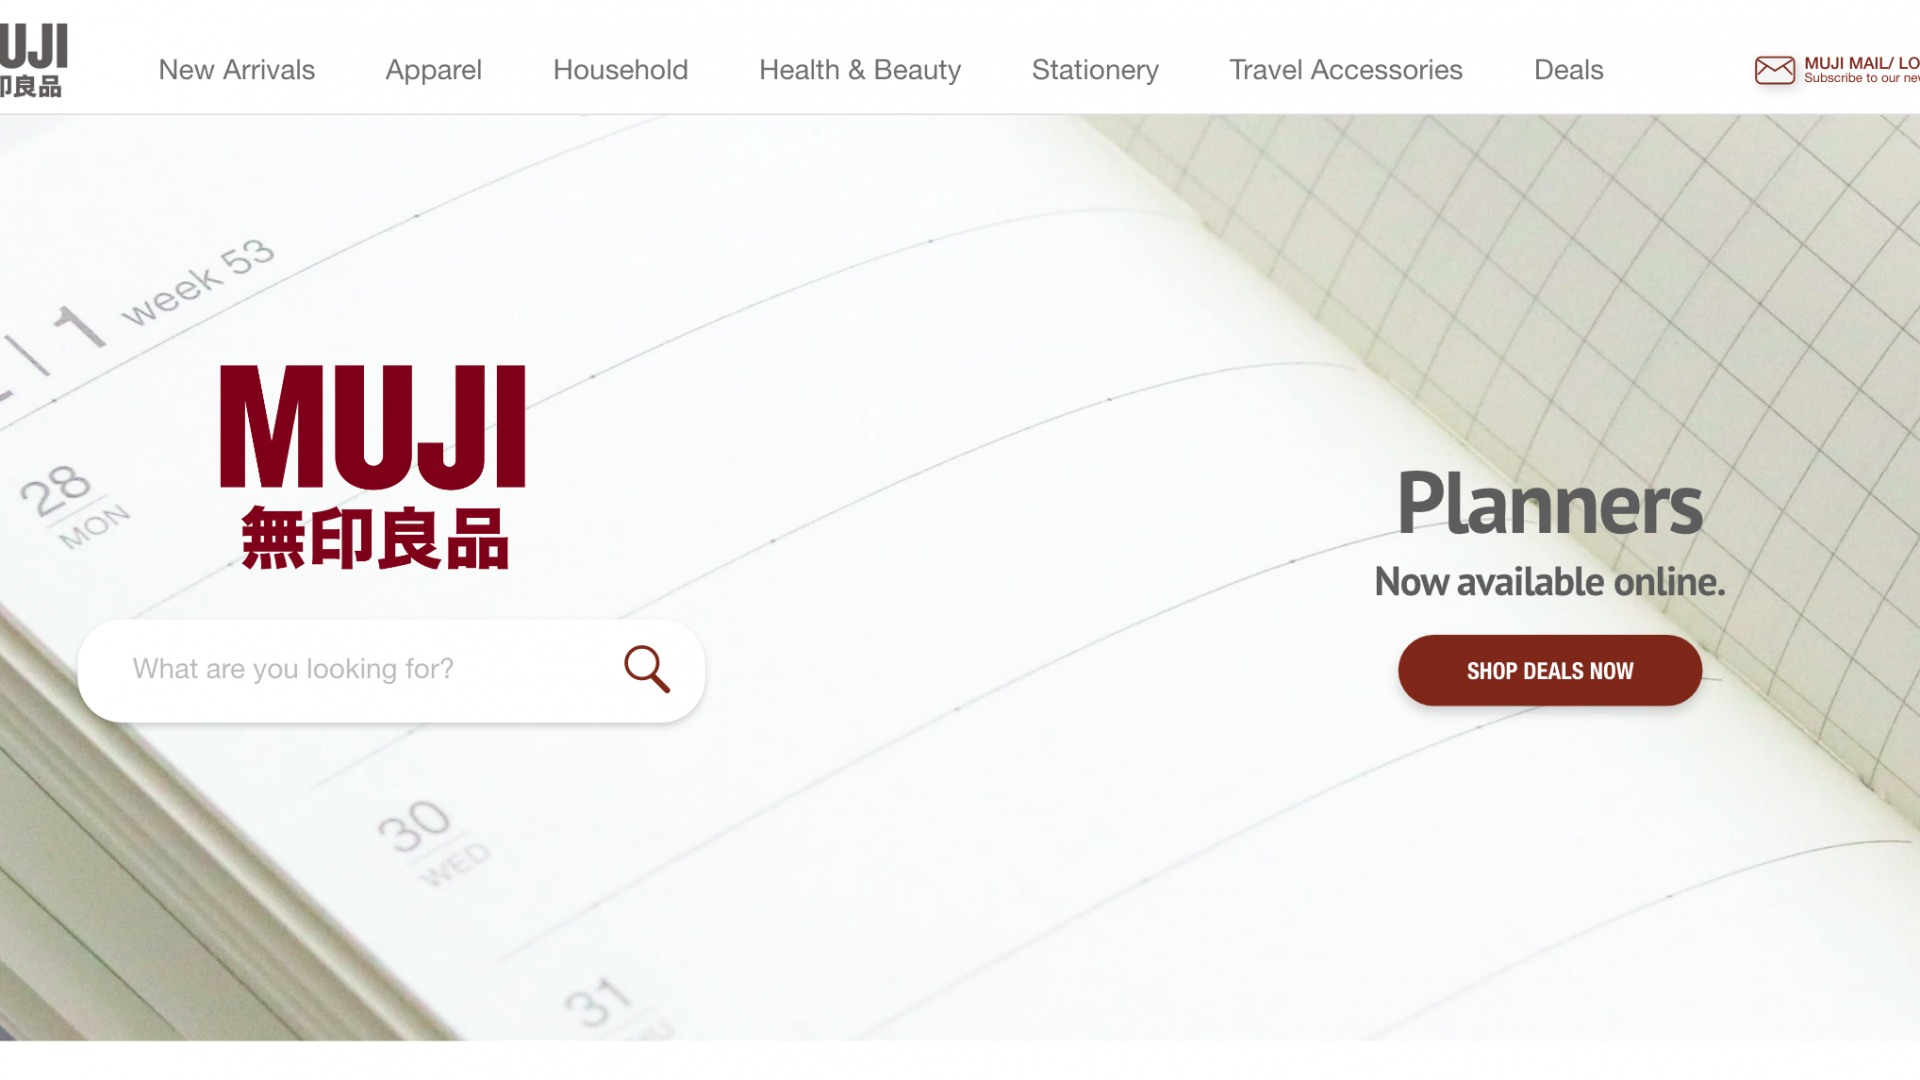 UJI
印良品
New Arrivals
Apparel
Household
Health & Beauty
Stationery
Travel Accessories
Deals
MUJI MAIL/ LO
Subscribe to our new
1 week 53
28
MON
MUJI
無印良品
What are you looking for?
Planners
Now available online.
SHOP DEALS NOW
30
WED
31